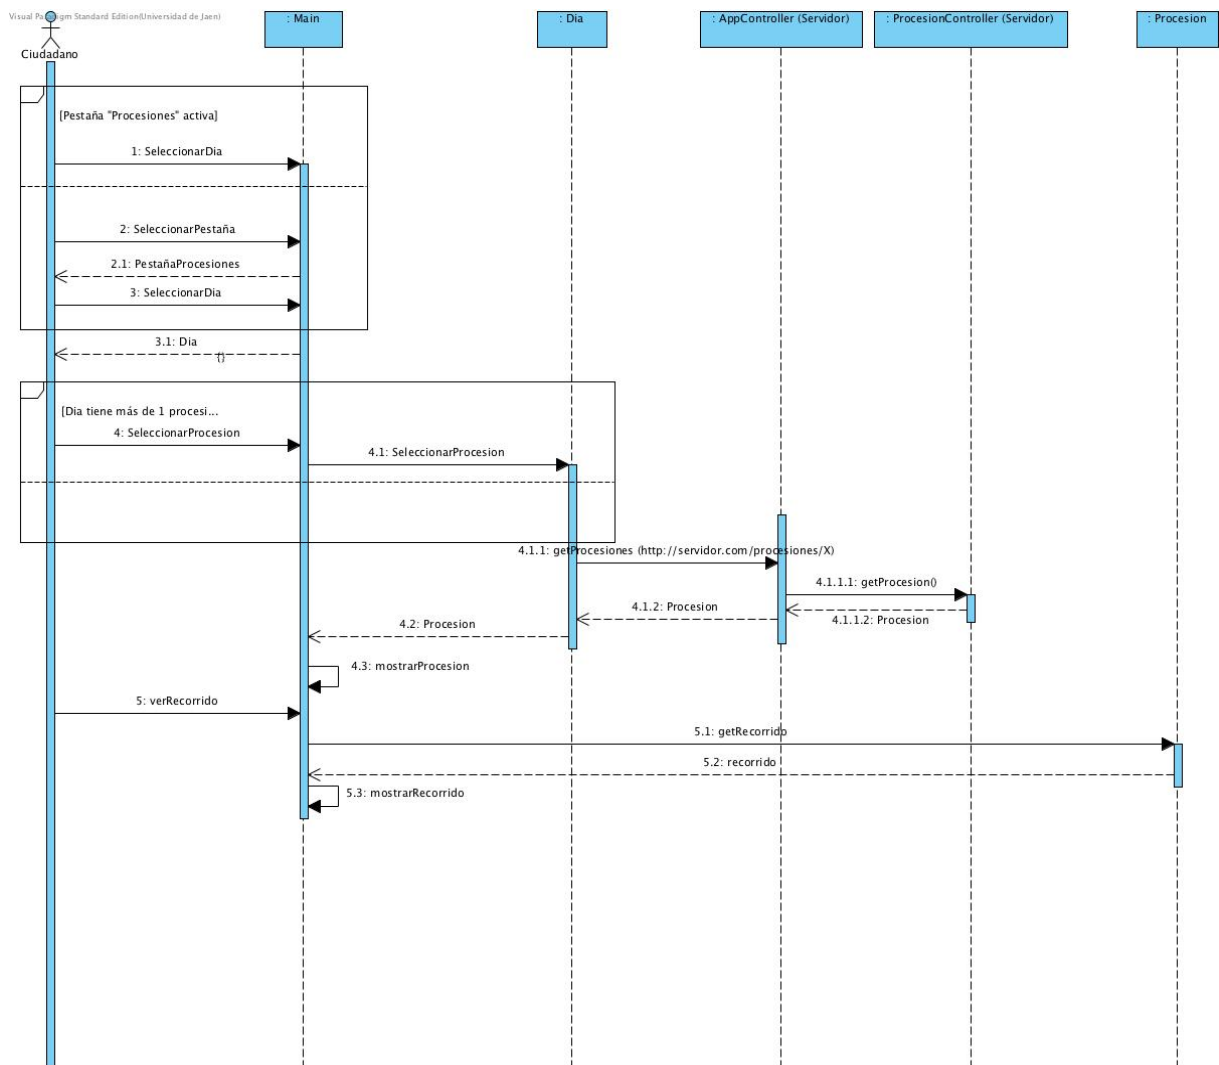 Visual Paradigm Standard Edition(Universidad de Jaen)
Ciudadano
: Main
: Dia
: AppController (Servidor)
: ProcesionController (Servidor)
: Procesion
[Pestaña "Procesiones" activa]
1: SeleccionarDia
2: SeleccionarPestaña
2.1: PestañaProcesiones
3: SeleccionarDia
3.1: Dia
{}
[Dia tiene más de 1 procesi...
4: SeleccionarProcesion
4.1: SeleccionarProcesion
4.1.1: getProcesiones (http://servidor.com/procesiones/X)
4.1.1.1: getProcesion()
4.1.2: Procesion
4.1.1.2: Procesion
4.2: Procesion
4.3: mostrarProcesion
5: verRecorrido
5.1: getRecorrido
5.2: recorrido
5.3: mostrarRecorrido